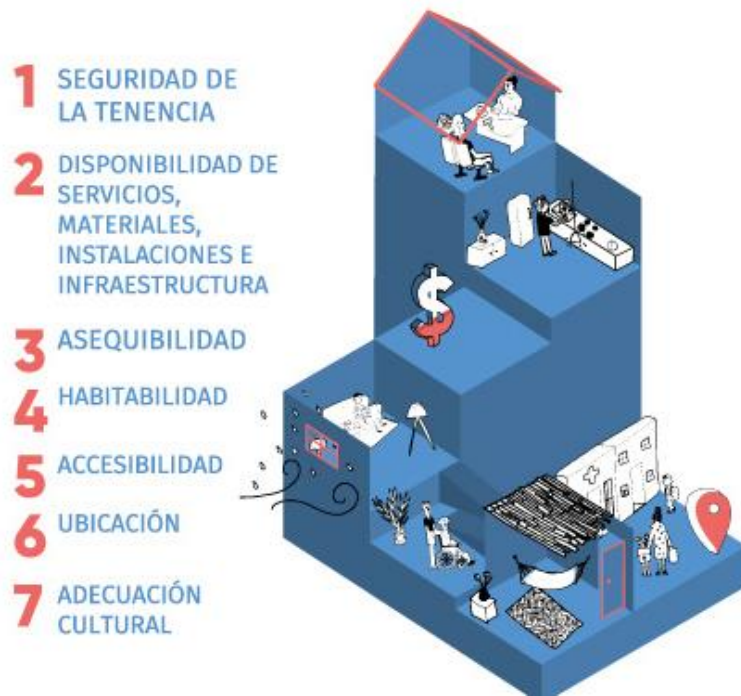 1 SEGURIDAD DE
LA TENENCIA
2 DISPONIBILIDAD DE
SERVICIOS,
MATERIALES,
INSTALACIONES E
INFRAESTRUCTURA
3 ASEQUIBILIDAD
4 HABITABILIDAD
5 ACCESIBILIDAD
6 UBICACIÓN
7 ADECUACIÓN
CULTURAL
$